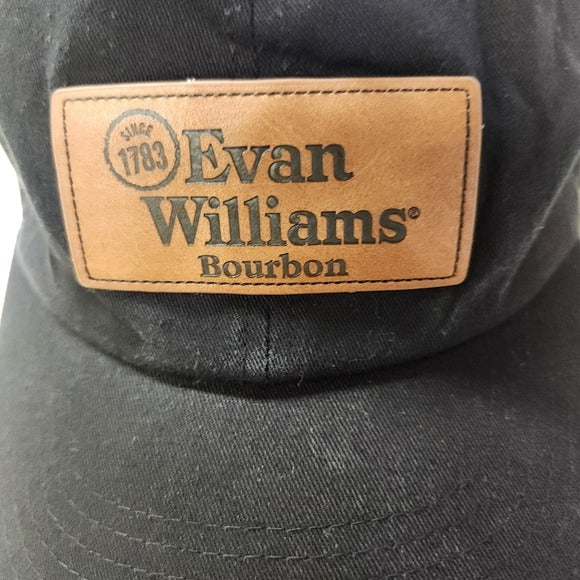 SINCE
1783
Evan
Williams®
Bourbon